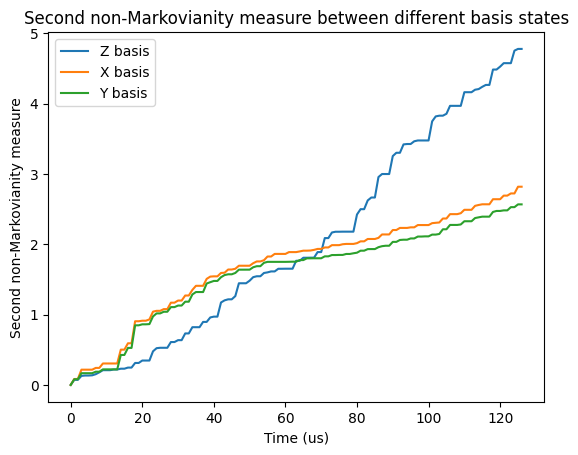 Second non-Markovianity measure between different basis states
Z basis
X basis
Y basis
Second non-Markovianity measure
5
4
3
2
1
0
0 20 40 60 80 100 120
Time (us)